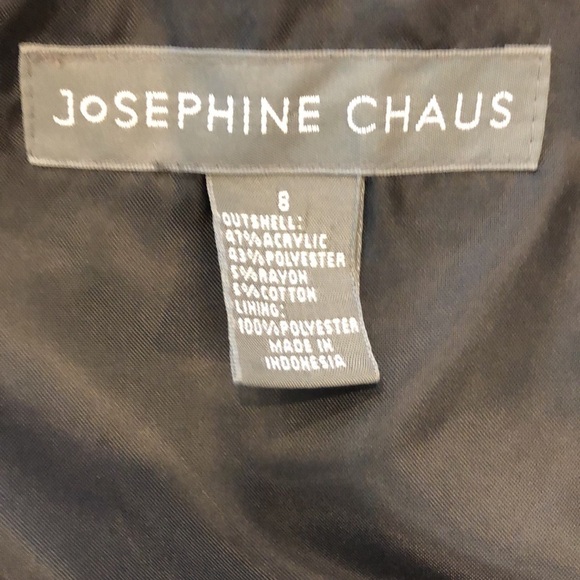 JoSEPHINE CHAUS
8
OUTSHELL:
47%ACRYLIC
43%POLYESTER
5%RAYON
5%COTTON
LINING:
100%POLYESTER
MADE IN
INDONESIA